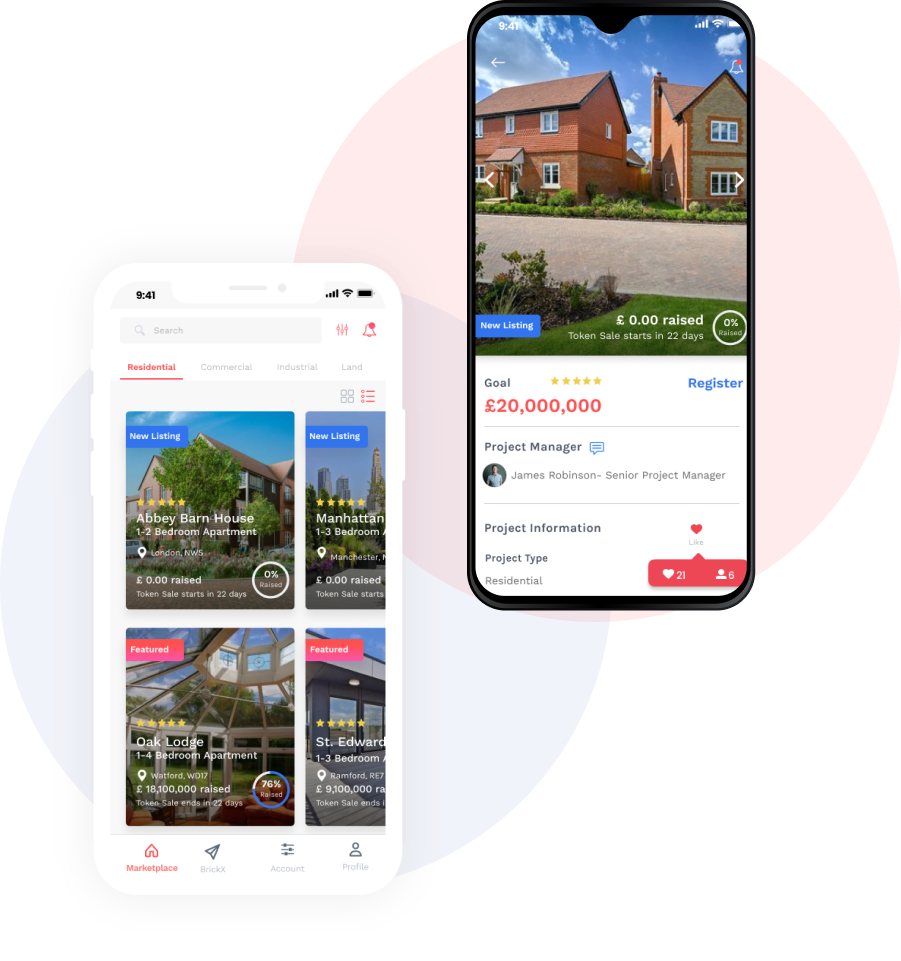 9:41
New Listing
£ 0.00 raised
Token Sale starts in 22 days
0%
Raised
Goal
Register
£20,000,000
Project Manager
James Robinson- Senior Project Manager
Project Information
Like
Project Type
Residential
21
6
9:41
Search
Residential
Commercial
Industrial
Land
New Listing
Abbey Barn House
1-2 Bedroom Apartment
London, NW5
£ 0.00 raised
Token Sale starts in 22 days
0%
Raised
New Listing
Manhattan
1-3 Bedroom A
Manchester,
£ 0.00 raised
Token Sale starts
Featured
Oak Lodge
1-4 Bedroom Apartment
Watford, WD17
£ 18,100,000 raised
Token Sale ends in 22 days
76%
Raised
Featured
St. Edward
1-3 Bedroom A
Ramford, RE7
£ 9,100,000 ra
Token Sale ends i
Marketplace
BrickX
Account
Profile